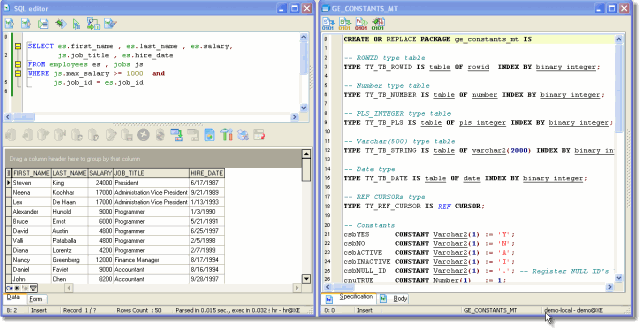 SQL editor
SELECT es.first_name , es.last_name , es.salary,
js.job_title , es.hire_date
FROM employees es , jobs js
WHERE js.max_salary >= 1000 and
js.job_id = es.job_id
Drag a column header here to group by that column
FIRST_NAME LAST_NAME SALARY JOB_TITLE HIRE_DATE
Steven King 24000 President 6/17/1987
Neena Kochhar 17000 Administration Vice President 9/21/1989
Lex De Haan 17000 Administration Vice President 1/13/1993
Alexander Hunold 9000 Programmer 1/3/1990
Bruce Ernst 6000 Programmer 5/21/1991
David Austin 4800 Programmer 6/25/1997
Valli Pataballa 4800 Programmer 2/5/1998
Diana Lorentz 4200 Programmer 2/7/1999
Nancy Greenberg 12000 Finance Manager 8/17/1994
Daniel Faviet 9000 Accountant 8/16/1994
John Chen 8200 Accountant 9/28/1997
Data Form
0: 2 Insert Record 1 / ? Rows Count : 50 Parsed in 0.015 sec., exec in 0.032 : hr - hr@XE
GE_CONSTANTS_MT
CREATE OR REPLACE PACKAGE ge_constants_mt IS
-- ROWID type table
TYPE TY_TB_ROWID IS table of rowid INDEX BY binary_integer;
-- Number type table
TYPE TY_TB_NUMBER IS table of number INDEX BY binary_integer;
-- PLS_INTEGER type table
TYPE TY_TB_PLS IS table of pls_integer INDEX BY binary_integer;
-- Varchar(500) type table
TYPE TY_TB_STRING IS table of varchar2(2000) INDEX BY binary_in
-- Date type
TYPE TY_TB_DATE IS table of date INDEX BY binary_integer;
-- REF CURSORs type
TYPE TY_REF_CURSOR IS REF CURSOR;
-- Constants
csbYES CONSTANT Varchar2(1) := 'Y';
csbNO CONSTANT Varchar2(1) := 'N';
csbACTIVE CONSTANT Varchar2(1) := 'A';
csbINACTIVE CONSTANT Varchar2(1) := 'I';
csbNULL_ID CONSTANT Varchar2(1) := '.'; -- Register NULL ID's
cnuTRUE CONSTANT Number(1) := 1;
Specification Body
0: 0 Insert GE_CONSTANTS_MT demo-local - demo@XE